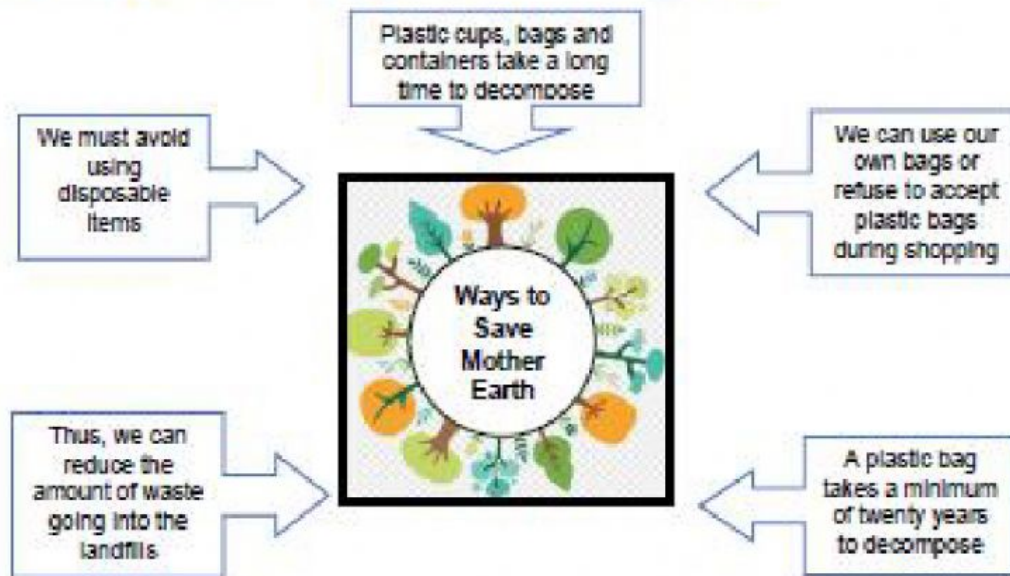 Plastic cups, bags and
containers take a long
time to decompose
We must avoid
using
disposable
items
We can use our
own bags or
refuse to accept
plastic bags
during shopping
Ways to
Save
Mother
Earth
Thus, we can
reduce the
amount of waste
going into the
landfills
A plastic bag
takes a minimum
of twenty years
to decompose